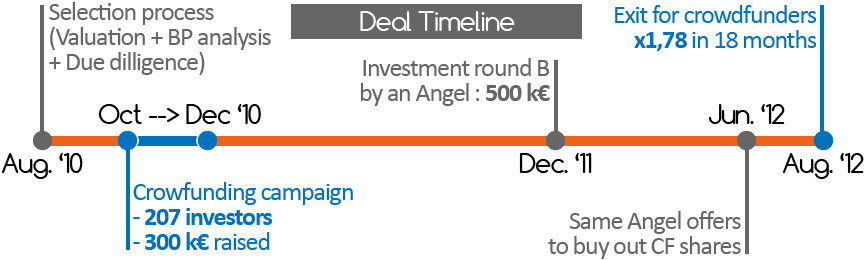 Deal Timeline
Selection process
(Valuation + BP analysis
+ Due dilligence)
Exit for crowdfunders
x1,78 in 18 months
Investment round B
by an Angel : 500 k€
Oct --> Dec ‘10
Jun. ‘12
Aug. ‘10
Dec. ‘11
Aug. ‘12
Crowfunding campaign
- 207 investors
- 300 k€ raised
Same Angel offers
to buy out CF shares